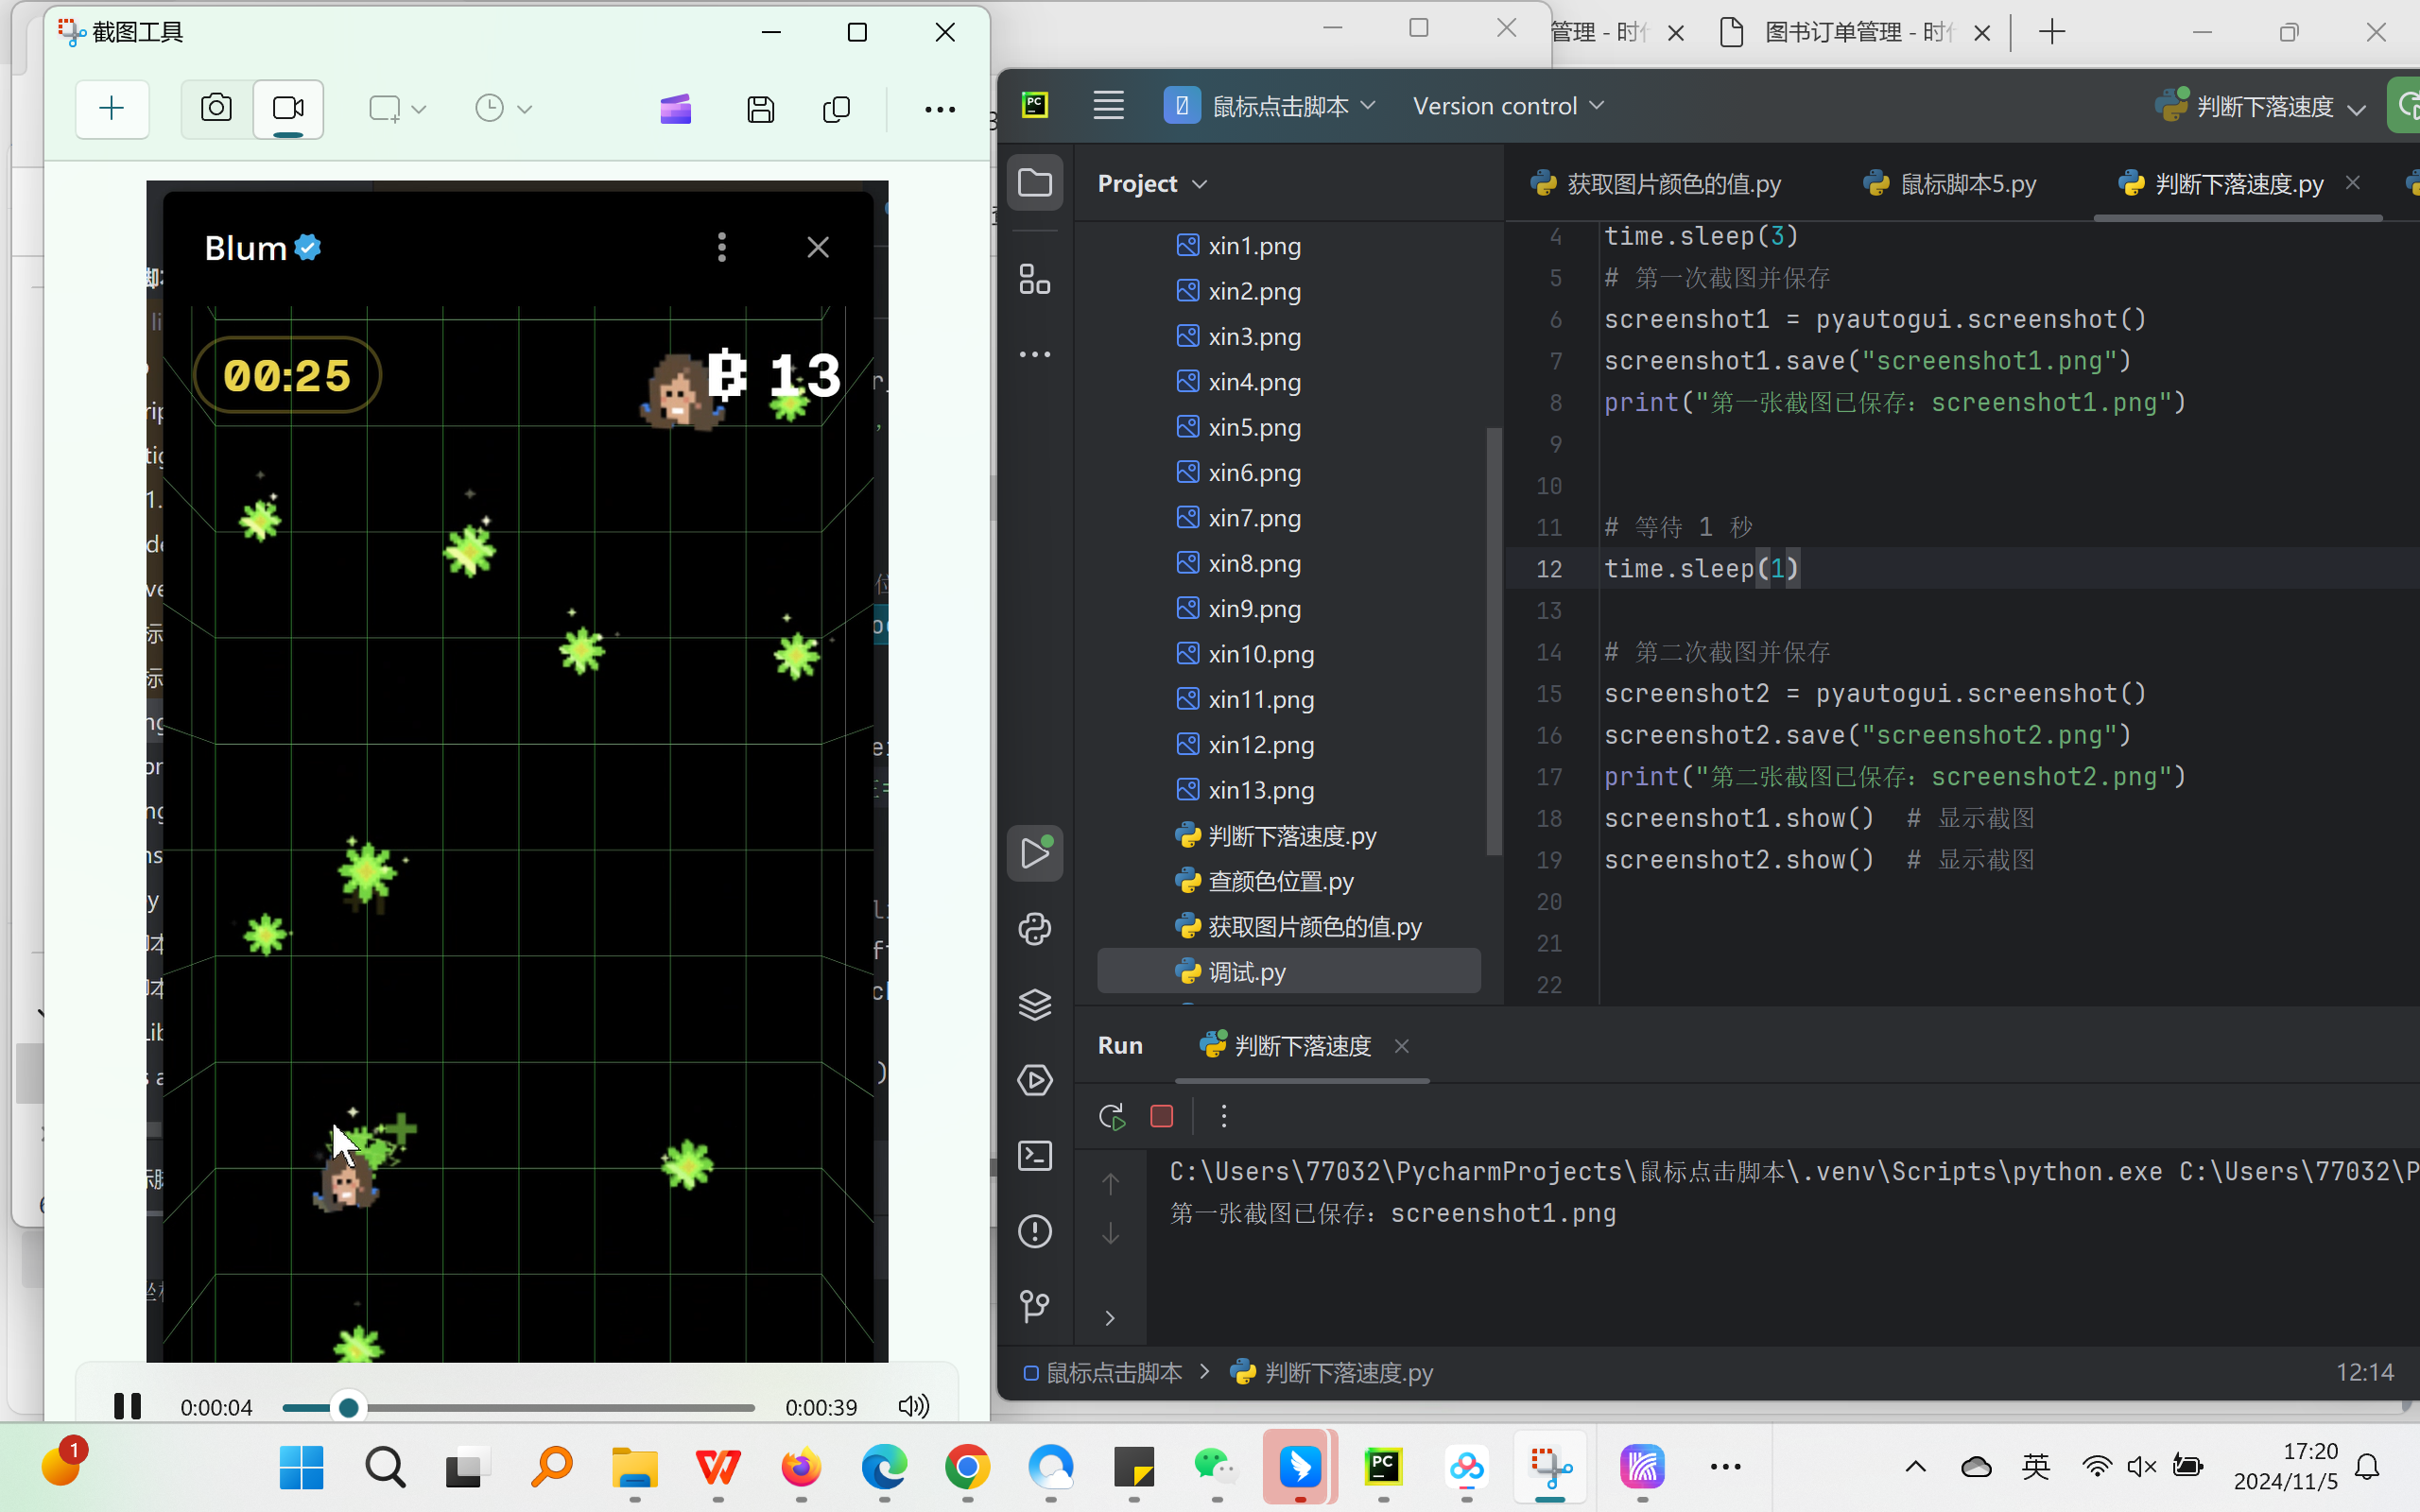 截图工具
Blum
00:25
13
0:00:04
0:00:39
管理 - 时
图书订单管理 - 时
PC
鼠标点击脚本
Version control
判断下落速度
Project
xin1.png
xin2.png
xin3.png
xin4.png
xin5.png
xin6.png
xin7.png
xin8.png
xin9.png
xin10.png
xin11.png
xin12.png
xin13.png
判断下落速度.py
查颜色位置.py
获取图片颜色的值.py
调试.py
获取图片颜色的值.py
鼠标脚本5.py
判断下落速度.py
4 time.sleep(3)
5 # 第一次截图并保存
6 screenshot1 = pyautogui.screenshot()
7 screenshot1.save("screenshot1.png")
8 print("第一张截图已保存: screenshot1.png")
9
10
11 # 等待 1 秒
12 time.sleep(1)
13
14 # 第二次截图并保存
15 screenshot2 = pyautogui.screenshot()
16 screenshot2.save("screenshot2.png")
17 print("第二张截图已保存: screenshot2.png")
18 screenshot1.show()  # 显示截图
19 screenshot2.show()  # 显示截图
20
21
22
Run
判断下落速度
C:\Users\77032\PycharmProjects\鼠标点击脚本\.venv\Scripts\python.exe C:\Users\77032\P
第一张截图已保存: screenshot1.png
鼠标点击脚本 > 判断下落速度.py
12:14
1
PC
英
17:20
2024/11/5